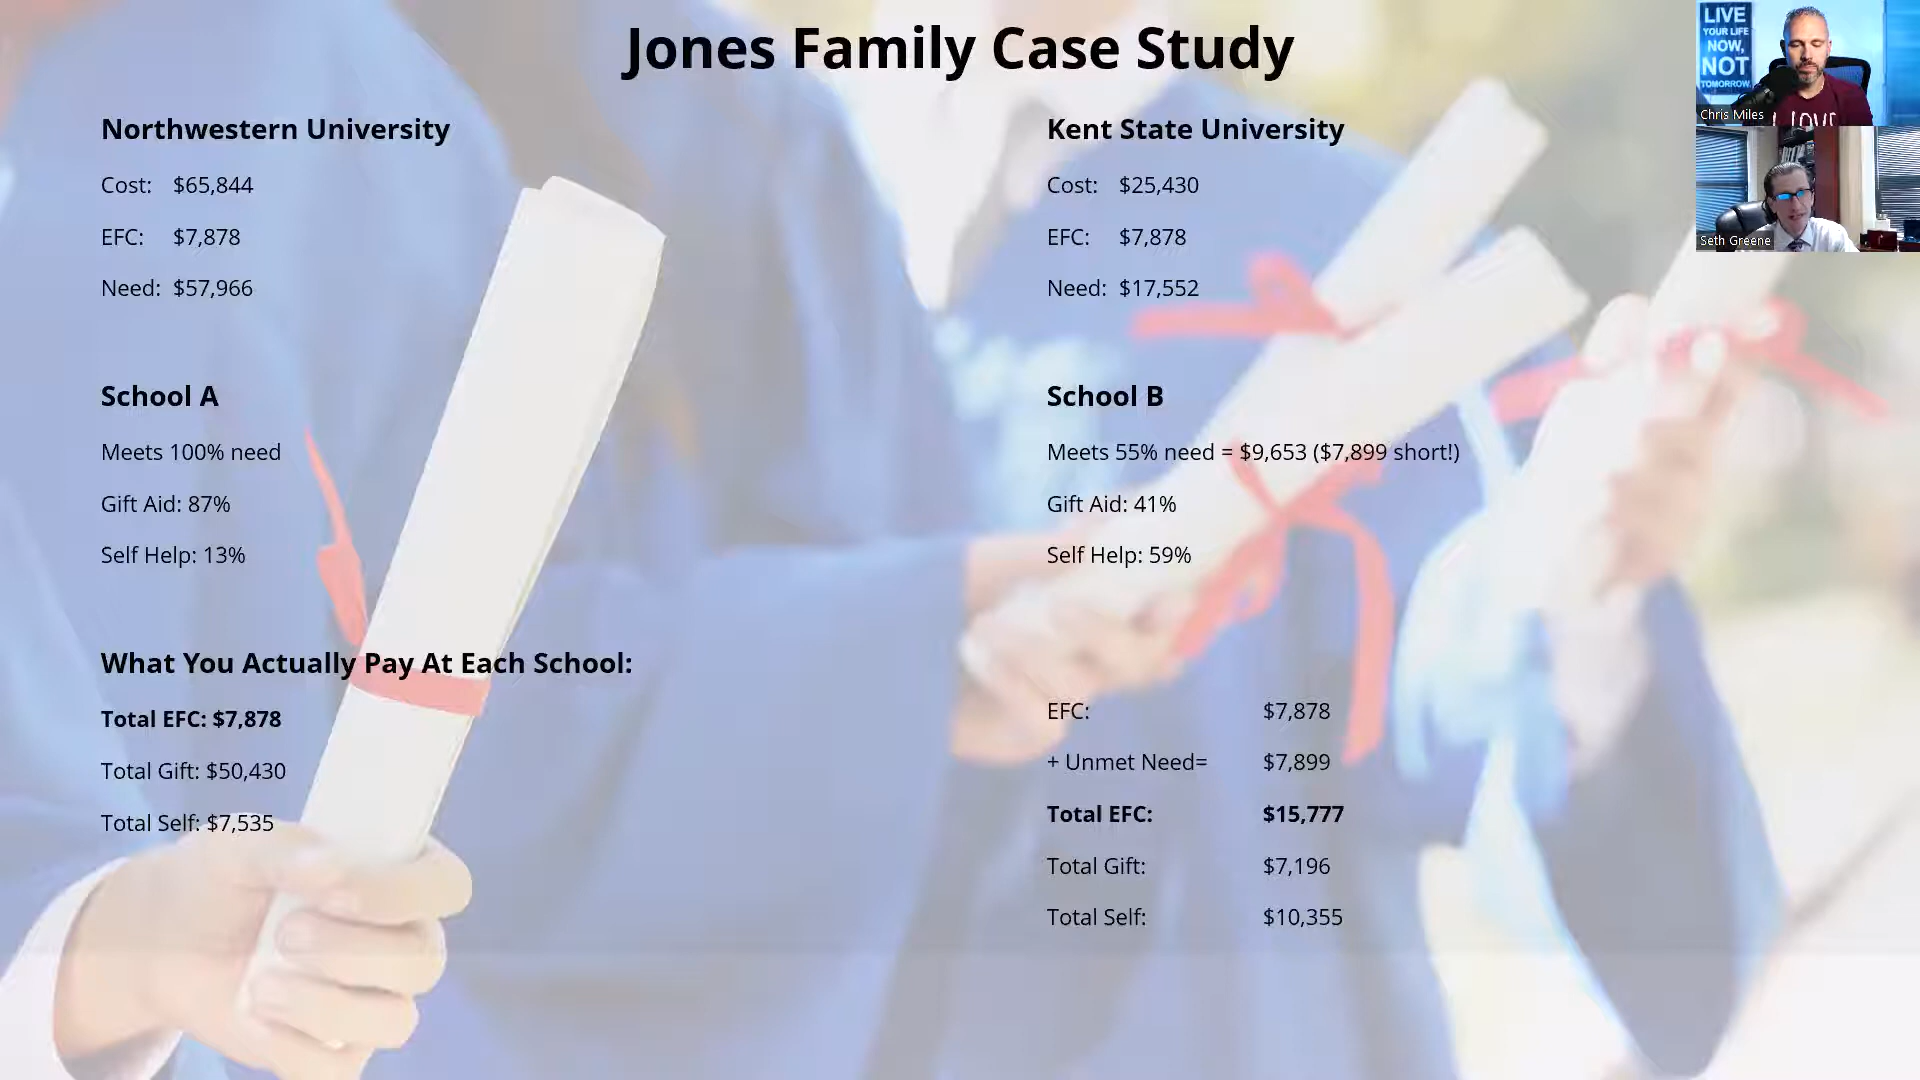 Jones Family Case Study
Northwestern University
Cost: $65,844
EFC: $7,878
Need: $57,966
School A
Meets 100% need
Gift Aid: 87%
Self Help: 13%
What You Actually Pay At Each School:
Total EFC: $7,878
Total Gift: $50,430
Total Self: $7,535
Kent State University
Cost: $25,430
EFC: $7,878
Need: $17,552
School B
Meets 55% need = $9,653 ($7,899 short!)
Gift Aid: 41%
Self Help: 59%
EFC: $7,878
+ Unmet Need= $7,899
Total EFC: $15,777
Total Gift: $7,196
Total Self: $10,355
LIVE
YOUR LIFE
NOW,
NOT
TOMORROW
I LOVE
Chris Miles
Seth Greene